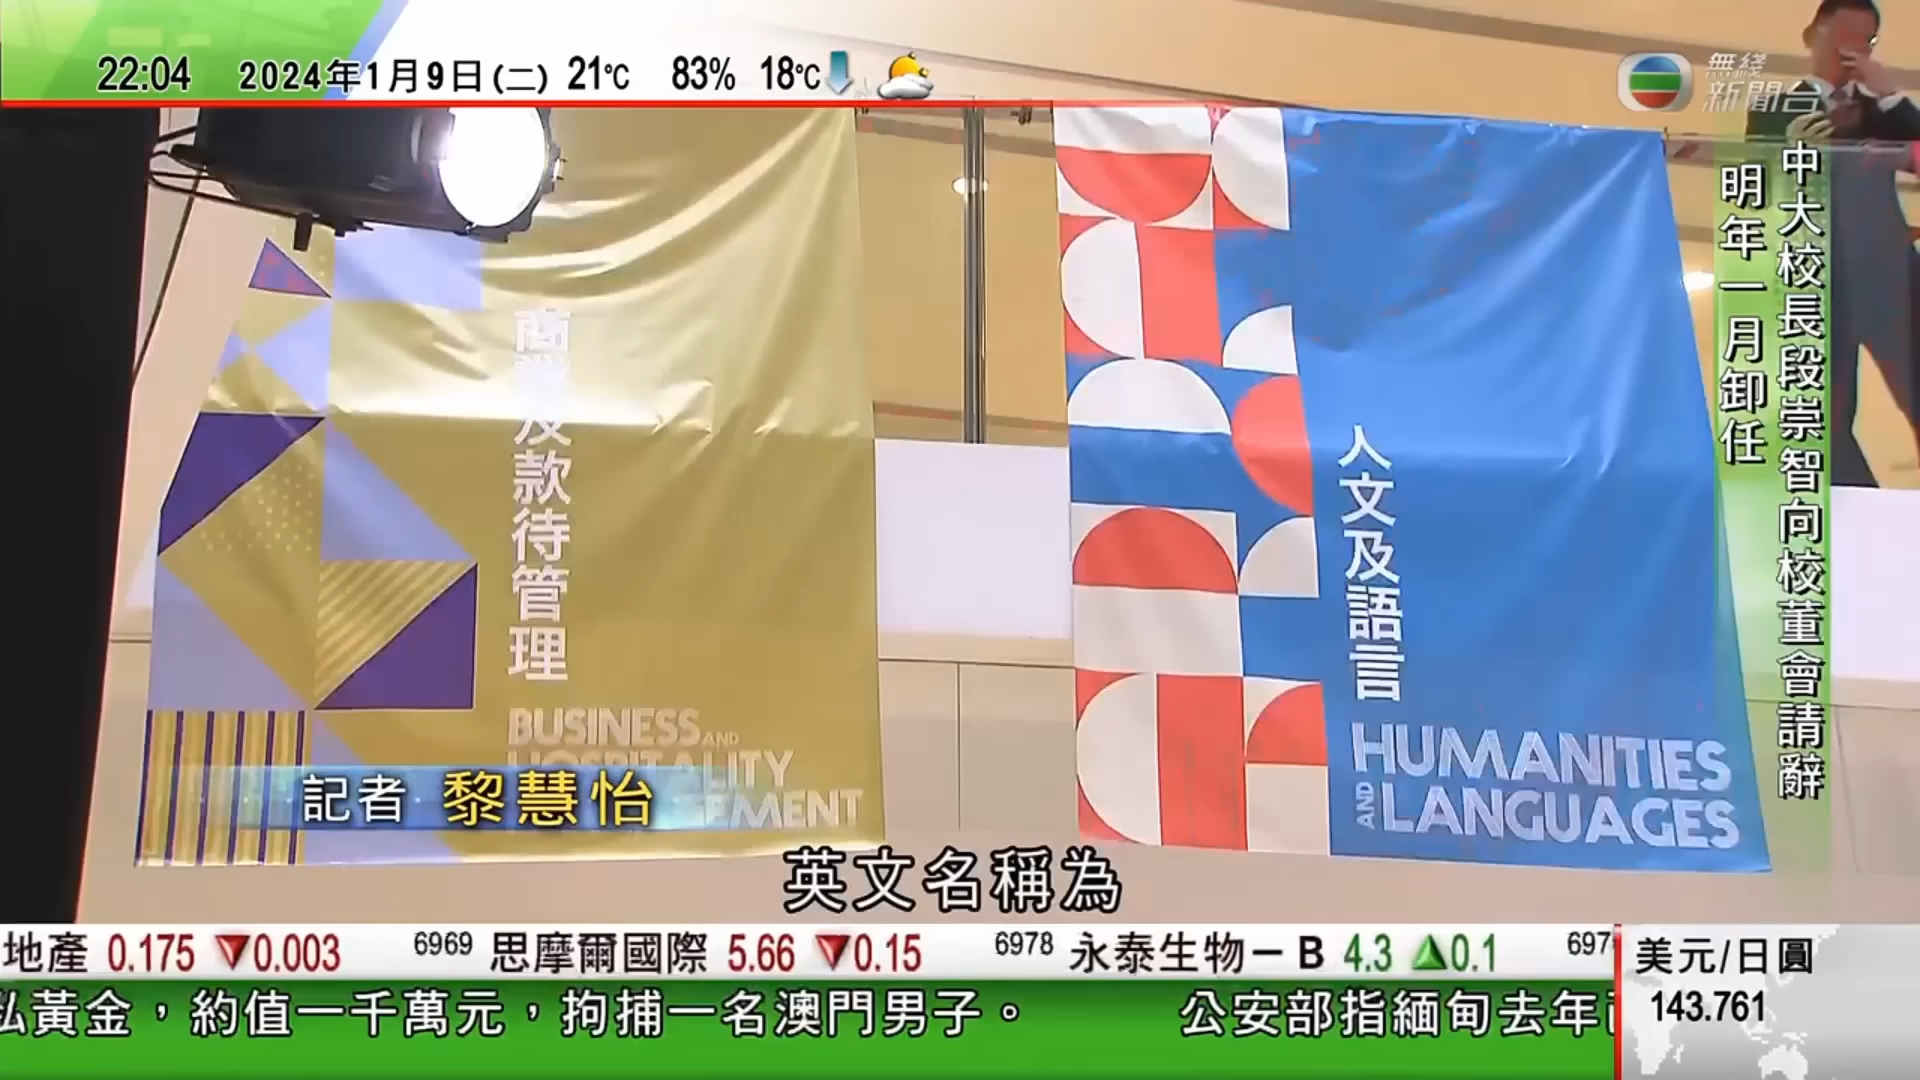 22:04 2024年1月9日(二) 21℃ 83% 18℃
無綫
新聞台
中大校長段崇智向校董會請辭
明年一月卸任
商業及款待管理
BUSINESS AND
HOSPITALITY
人文及語言
HUMANITIES
AND LANGUAGES
記者 黎慧怡
英文名稱為
地產 0.175 ▼0.003 6969 思摩爾國際 5.66 ▼0.15 6978 永泰生物－B 4.3 ▲0.1 697
美元/日圓
143.761
私黃金，約值一千萬元，拘捕一名澳門男子。 公安部指緬甸去年